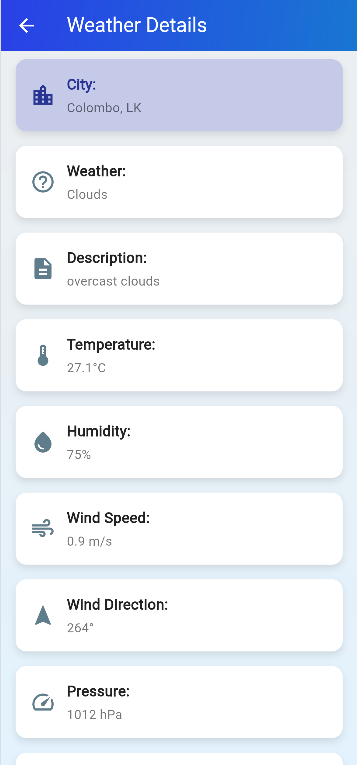 Weather Details
City:
Colombo, LK
Weather:
Clouds
Description:
overcast clouds
Temperature:
27.1°C
Humidity:
75%
Wind Speed:
0.9 m/s
Wind Direction:
264°
Pressure:
1012 hPa